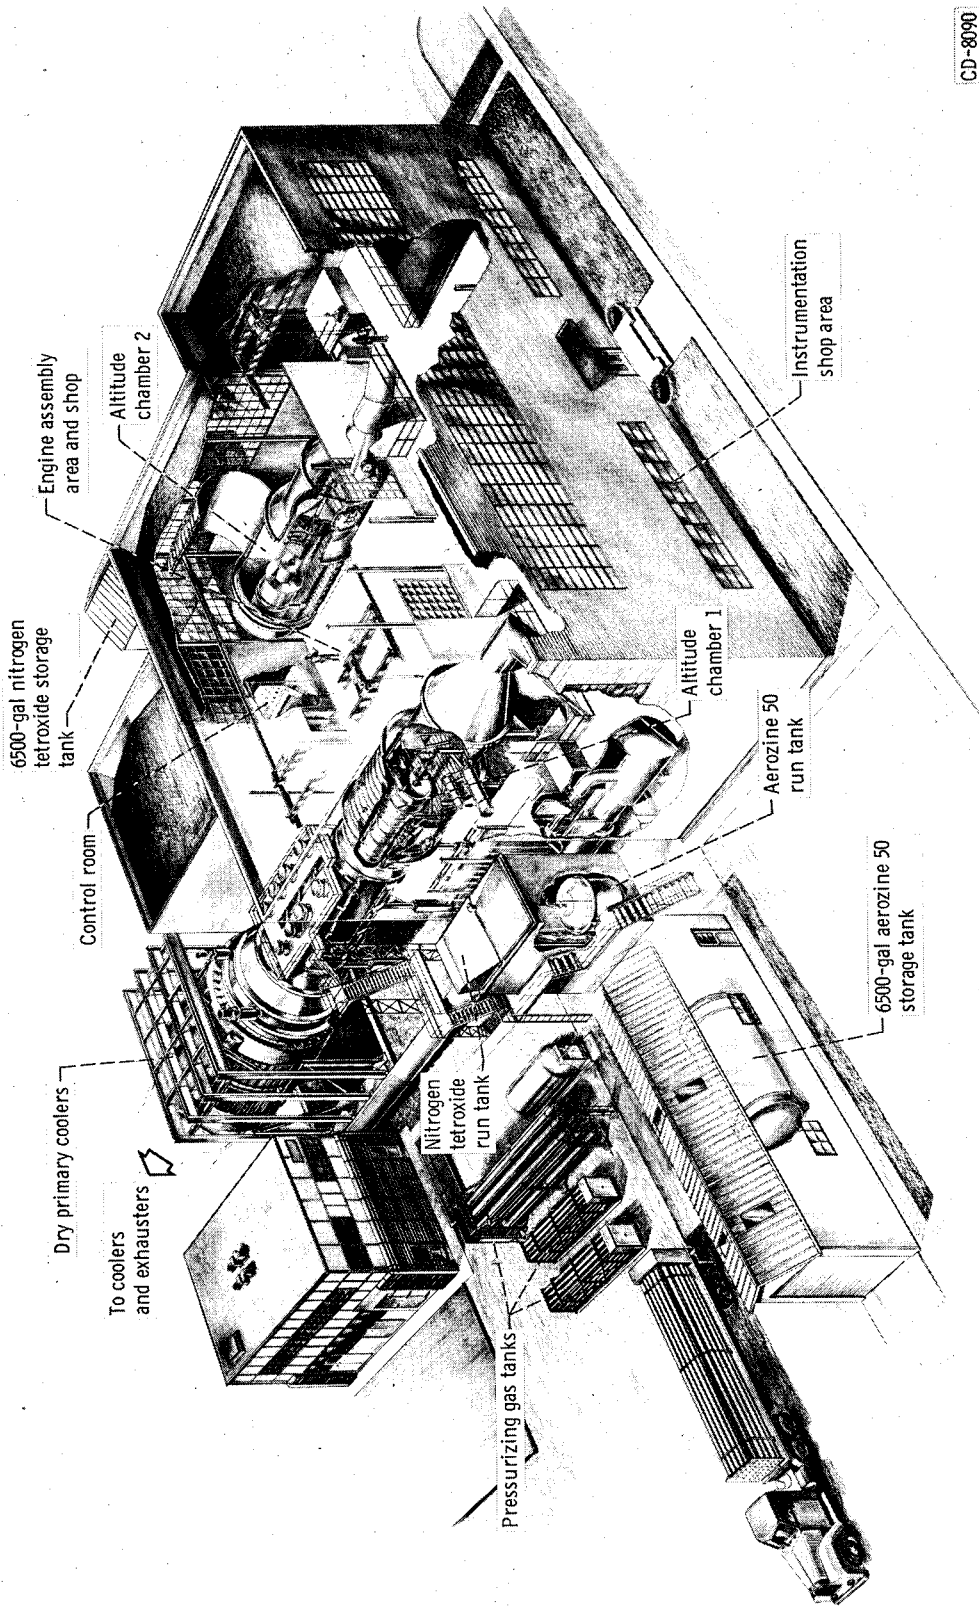 6500-gal nitrogen
tetroxide storage
tank
Engine assembly
area and shop
Altitude
chamber 2
Control room
Dry primary coolers
To coolers
and exhausters
Nitrogen
tetroxide
run tank
Pressurizing gas tanks
6500-gal aerozine 50
storage tank
Aerozine 50
run tank
Altitude
chamber 1
Instrumentation
shop area
CD-8090